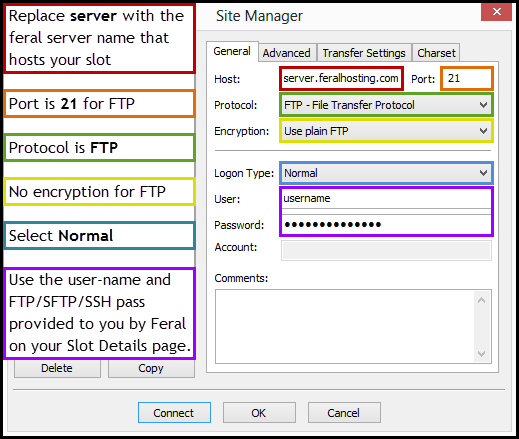 Replace server with the
feral server name that
hosts your slot
Port is 21 for FTP
Protocol is FTP
No encryption for FTP
Select Normal
Use the user-name and
FTP/SFTP/SSH pass
provided to you by Feral
on your Slot Details page.
Delete
Copy
Site Manager
General
Advanced
Transfer Settings
Charset
Host:
server.feralhosting.com
Port:
21
Protocol:
FTP - File Transfer Protocol
Encryption:
Use plain FTP
Logon Type:
Normal
User:
username
Password:
●●●●●●●●●●●●●●
Account:
Comments:
Connect
OK
Cancel